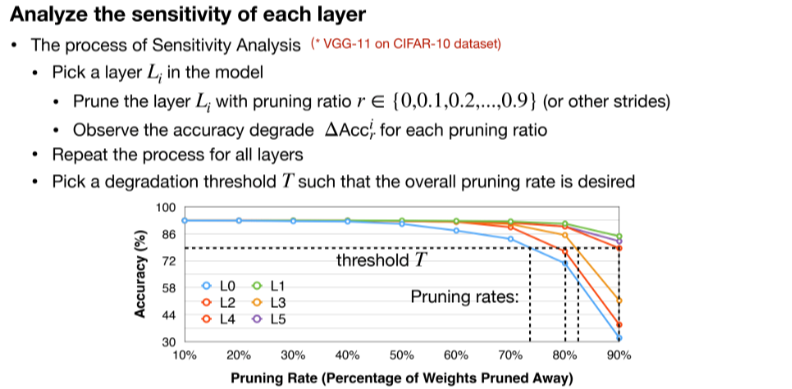 Analyze the sensitivity of each layer
• The process of Sensitivity Analysis (* VGG-11 on CIFAR-10 dataset)
• Pick a layer Lᵢ in the model
• Prune the layer Lᵢ with pruning ratio r ∈ {0,0.1,0.2,...,0.9} (or other strides)
• Observe the accuracy degrade ΔAccᵣⁱ for each pruning ratio
• Repeat the process for all layers
• Pick a degradation threshold T such that the overall pruning rate is desired
100
86
72
58
44
30
Accuracy (%)
threshold T
Pruning rates:
L0 L1
L2 L3
L4 L5
10% 20% 30% 40% 50% 60% 70% 80% 90%
Pruning Rate (Percentage of Weights Pruned Away)